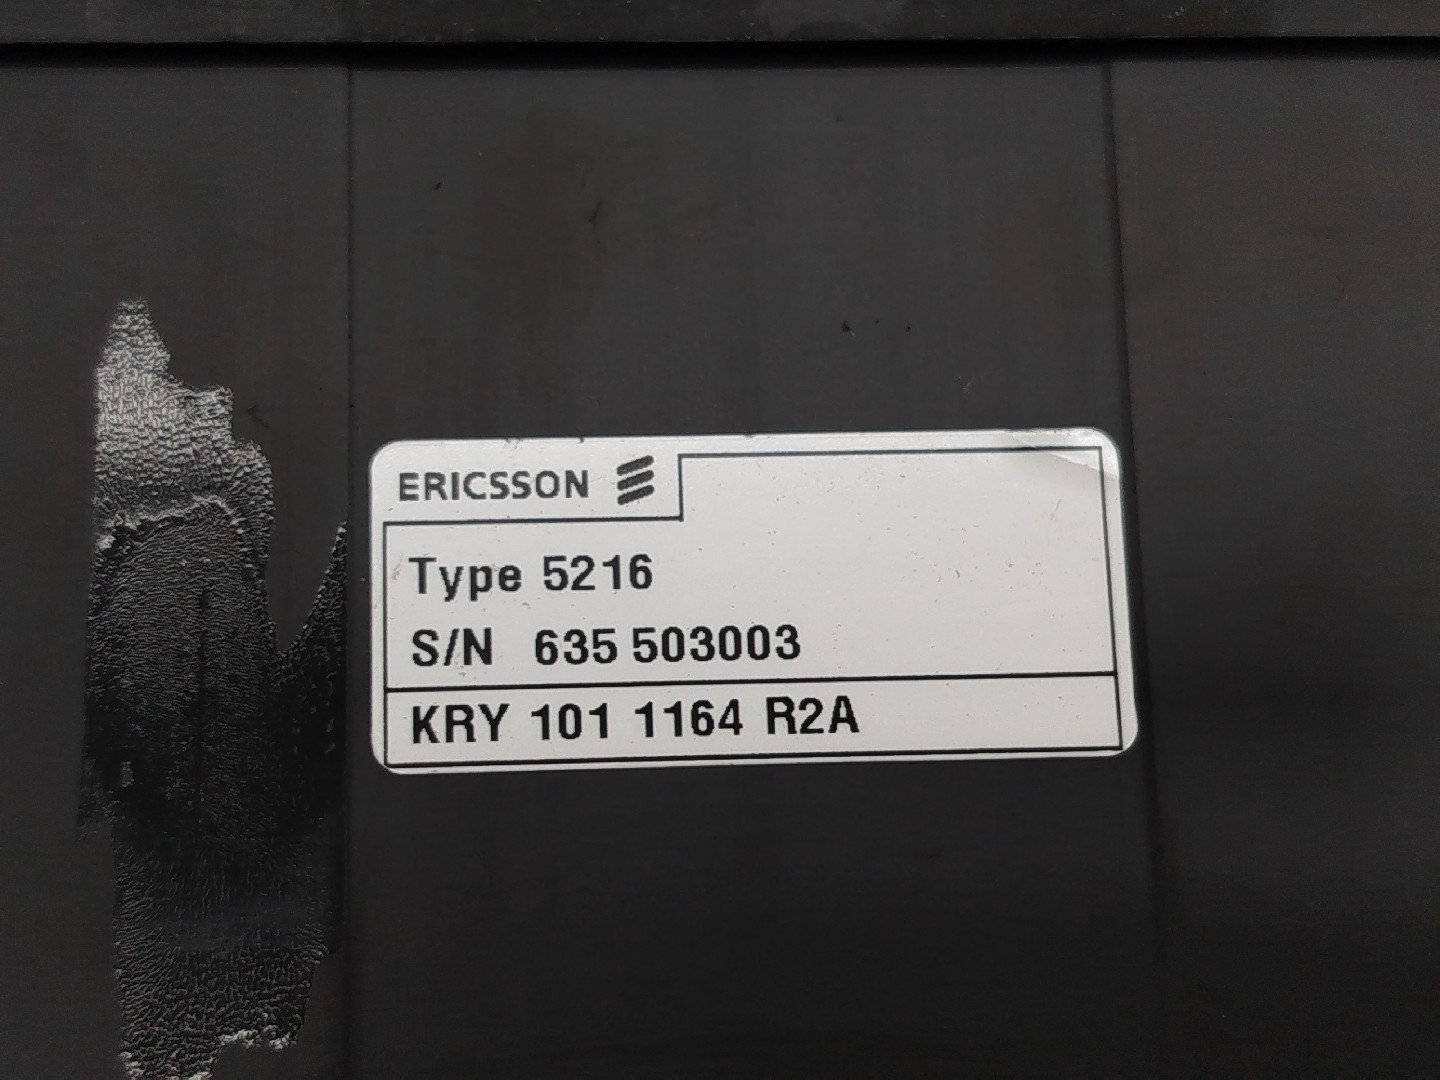 ERICSSON
Type 5216
S/N 635 503003
KRY 101 1164 R2A